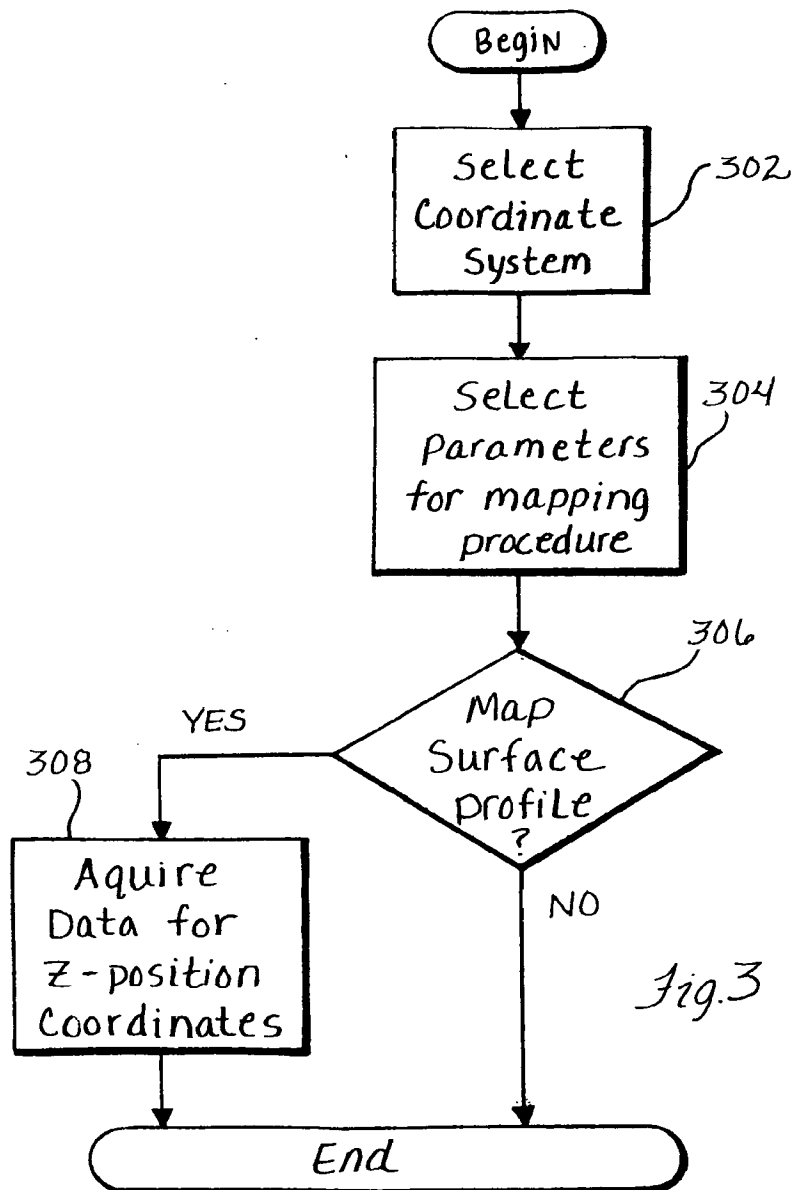 Begin
Select
Coordinate
System
302
Select
Parameters
for mapping
procedure
304
306
Map
Surface
profile
?
YES
NO
308
Aquire
Data for
Z-position
Coordinates
Fig.3
End